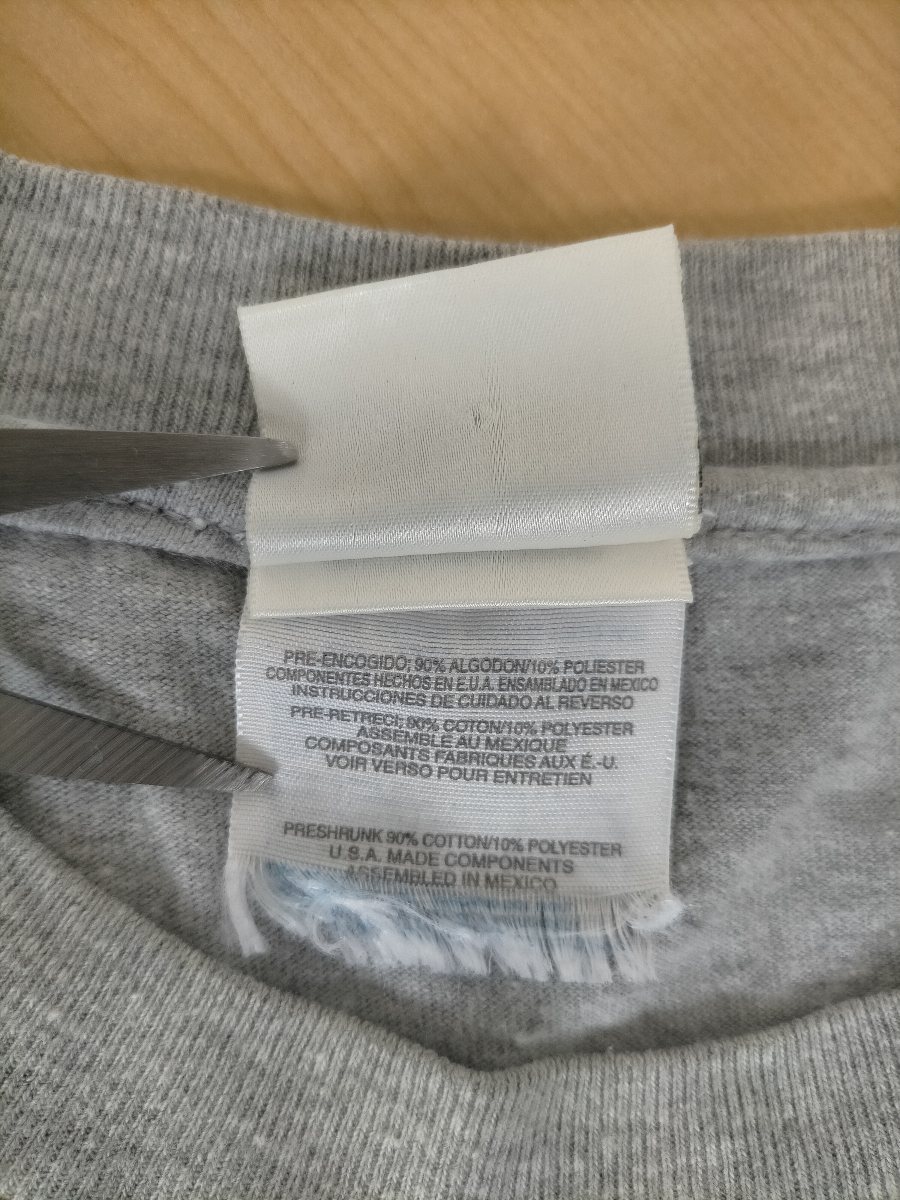 PRE-ENCOGIDO; 90% ALGODON/10% POLIESTER
COMPONENTES HECHOS EN E.U.A. ENSAMBLADO EN MEXICO
INSTRUCCIONES DE CUIDADO AL REVERSO
PRE-RETRECI; 90% COTON/10% POLYESTER
ASSEMBLE AU MEXIQUE
COMPOSANTS FABRIQUES AUX É.-U.
VOIR VERSO POUR ENTRETIEN
PRESHRUNK 90% COTTON/10% POLYESTER
U.S.A. MADE COMPONENTS
ASSEMBLED IN MEXICO